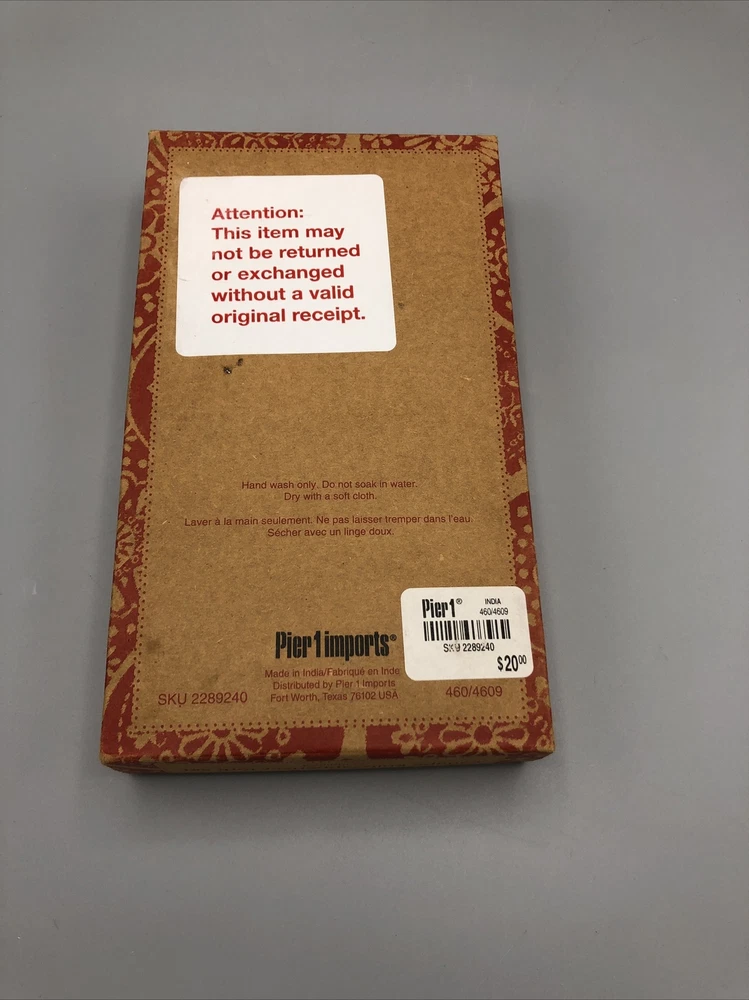 Attention:
This item may
not be returned
or exchanged
without a valid
original receipt.
Hand wash only. Do not soak in water.
Dry with a soft cloth.
Laver à la main seulement. Ne pas laisser tremper dans l'eau.
Sécher avec un linge doux.
Pier 1 imports®
Made in India/Fabriqué en Inde
Distributed by Pier 1 Imports
Fort Worth, Texas 76102 USA
SKU 2289240
460/4609
Pier 1®
INDIA
460/4609
SKU 2289240
$2000